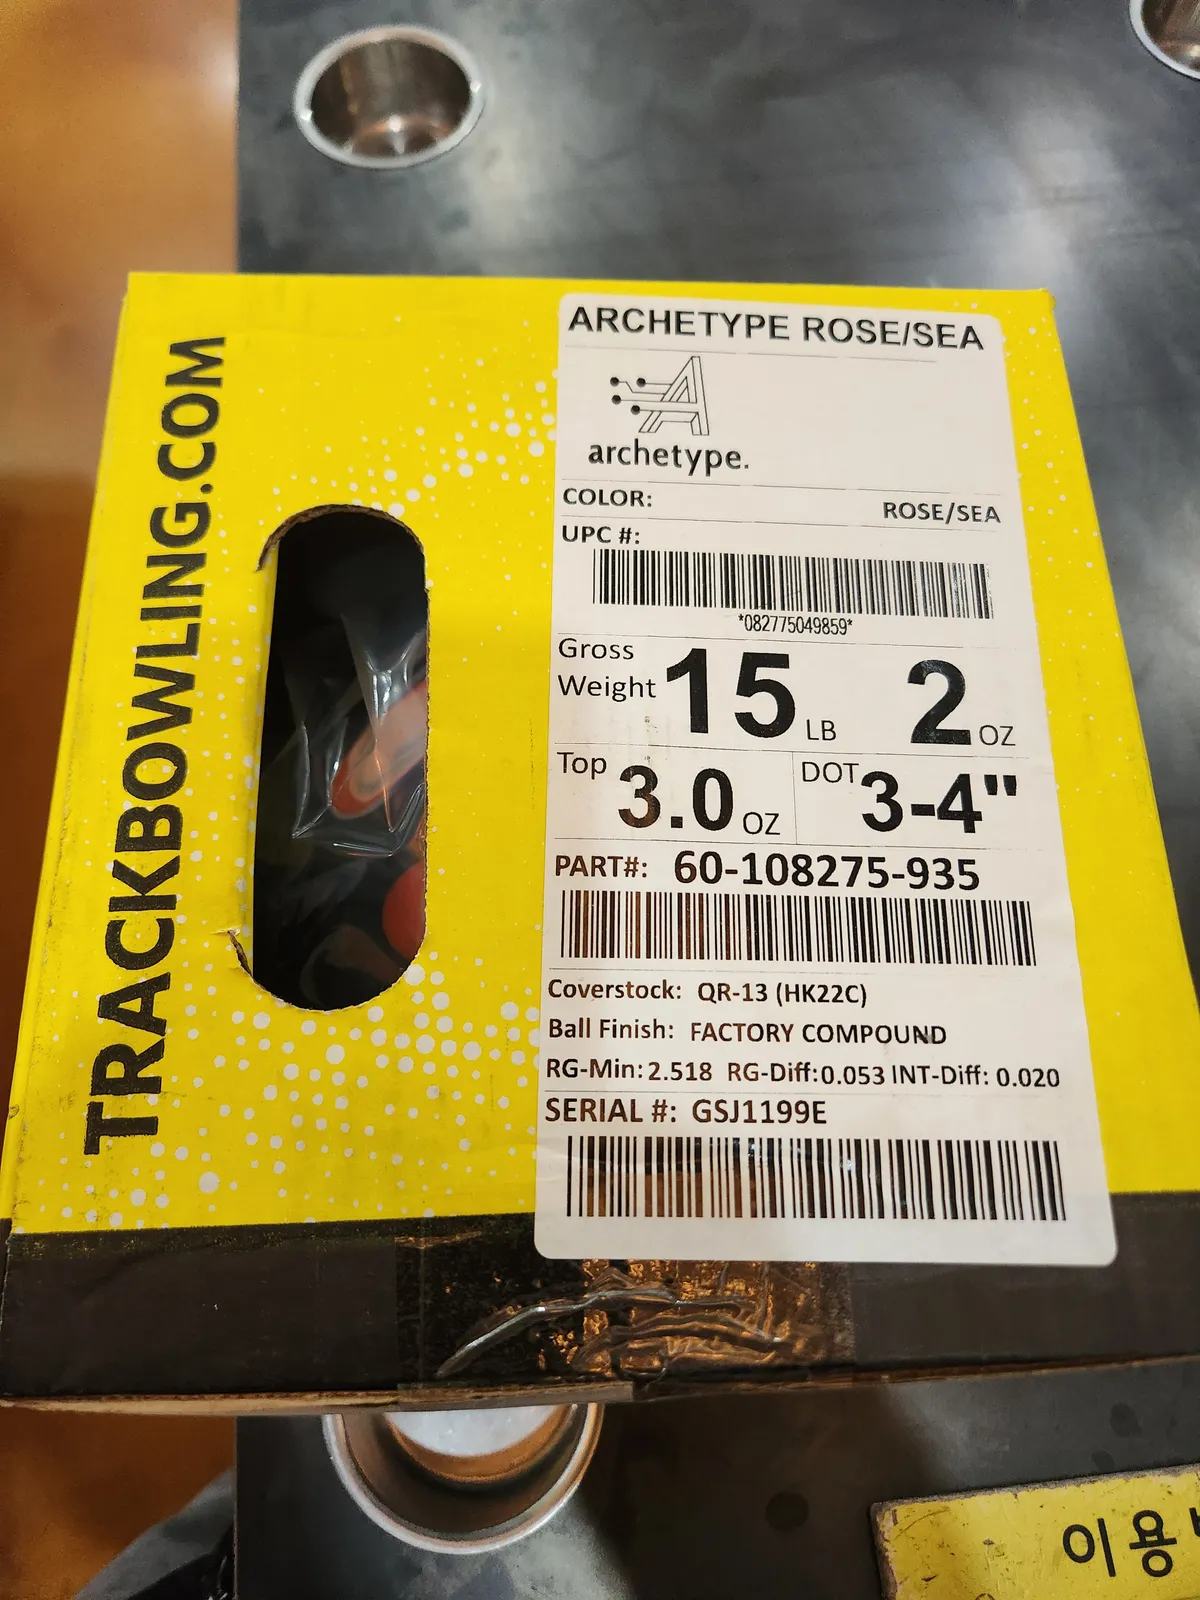 TRACKBOWLING.COM
ARCHETYPE ROSE/SEA
archetype.
COLOR: ROSE/SEA
UPC #:
*082775049859*
Gross Weight 15 LB 2 OZ
Top 3.0 OZ DOT 3-4"
PART#: 60-108275-935
Coverstock: QR-13 (HK22C)
Ball Finish: FACTORY COMPOUND
RG-Min: 2.518 RG-Diff:0.053 INT-Diff: 0.020
SERIAL #: GSJ1199E
이용